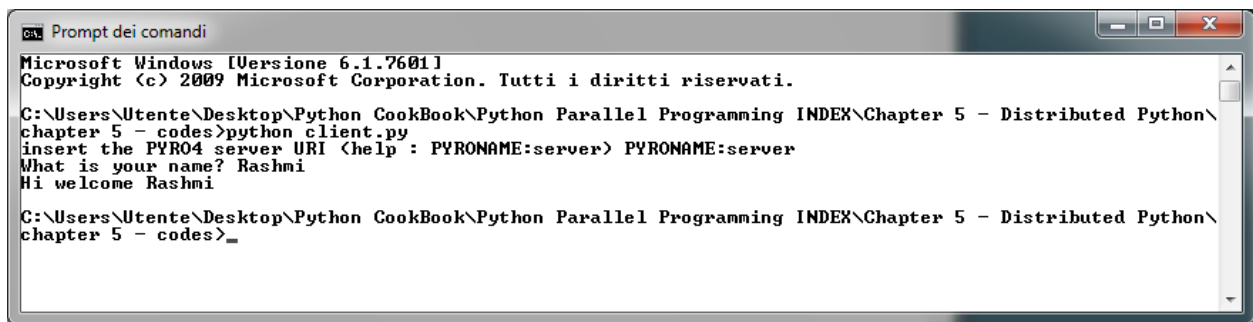 Prompt dei comandi
Microsoft Windows [Versione 6.1.7601]
Copyright (c) 2009 Microsoft Corporation. Tutti i diritti riservati.
C:\Users\Utente\Desktop\Python CookBook\Python Parallel Programming INDEX\Chapter 5 - Distributed Python\
chapter 5 - codes>python client.py
insert the PYRO4 server URI (help : PYRONAME:server) PYRONAME:server
What is your name? Rashmi
Hi welcome Rashmi
C:\Users\Utente\Desktop\Python CookBook\Python Parallel Programming INDEX\Chapter 5 - Distributed Python\
chapter 5 - codes>_